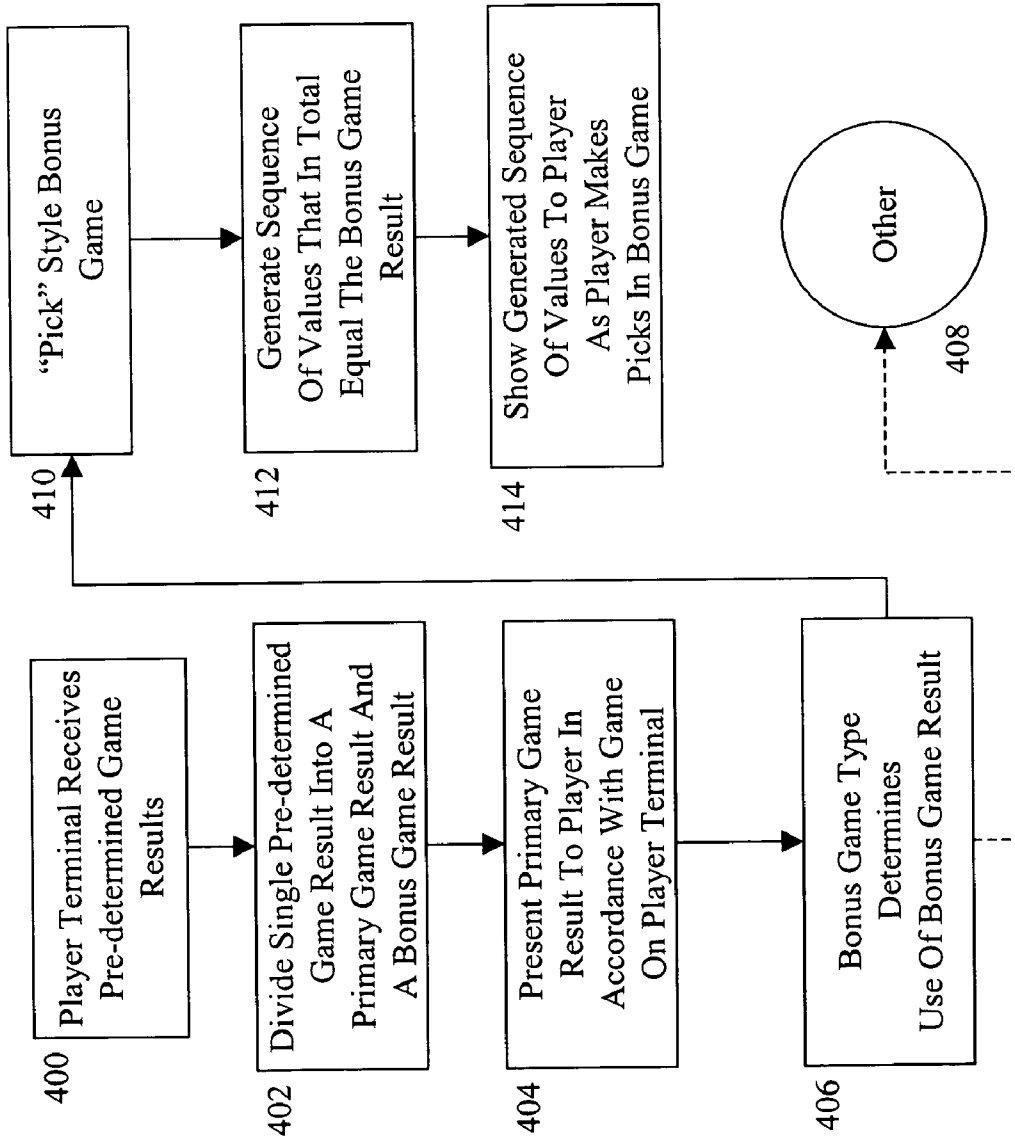 400
Player Terminal Receives
Pre-determined Game
Results
402
Divide Single Pre-determined
Game Result Into A
Primary Game Result And
A Bonus Game Result
404
Present Primary Game
Result To Player In
Accordance With Game
On Player Terminal
406
Bonus Game Type
Determines
Use Of Bonus Game Result
410
“Pick” Style Bonus
Game
412
Generate Sequence
Of Values That In Total
Equal The Bonus Game
Result
414
Show Generated Sequence
Of Values To Player
As Player Makes
Picks In Bonus Game
408
Other